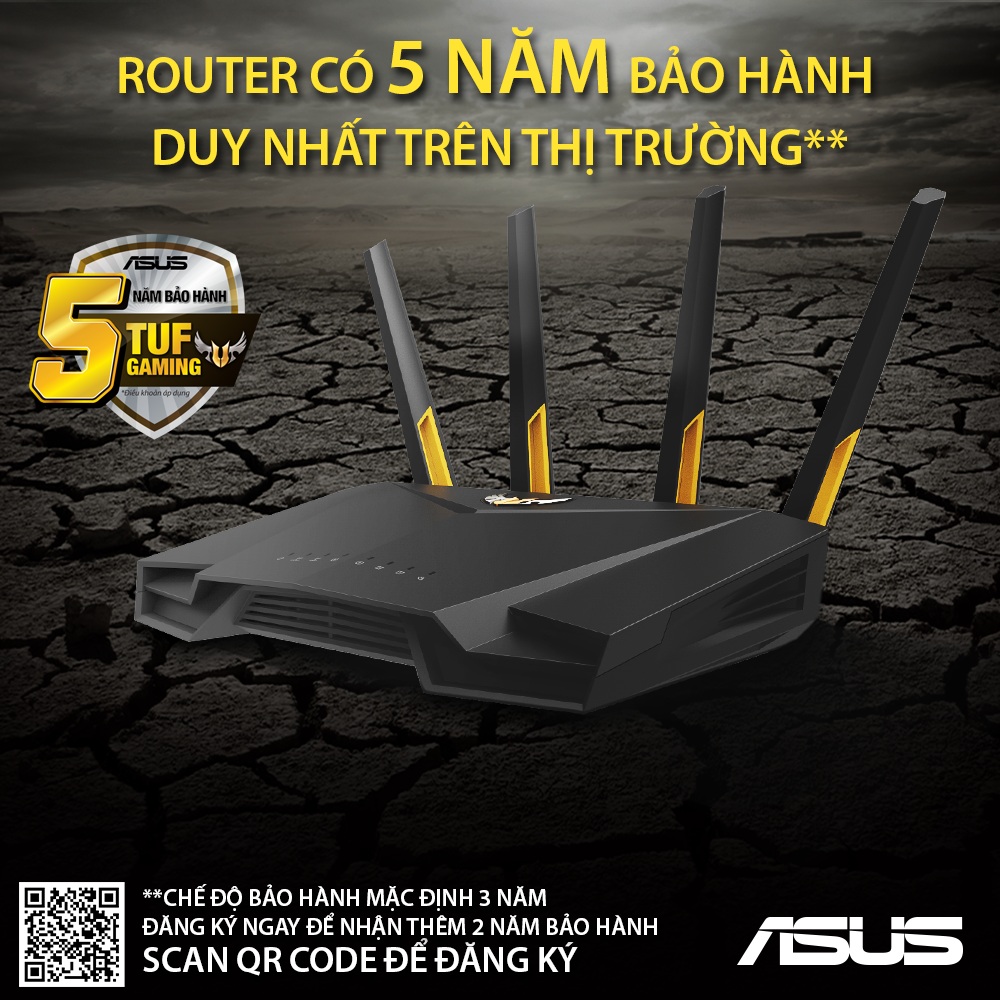 ROUTER CÓ 5 NĂM BẢO HÀNH
DUY NHẤT TRÊN THỊ TRƯỜNG**
ASUS
5 NĂM BẢO HÀNH
TUF
GAMING
*Điều khoản áp dụng
**CHẾ ĐỘ BẢO HÀNH MẶC ĐỊNH 3 NĂM
ĐĂNG KÝ NGAY ĐỂ NHẬN THÊM 2 NĂM BẢO HÀNH
SCAN QR CODE ĐỂ ĐĂNG KÝ
ASUS